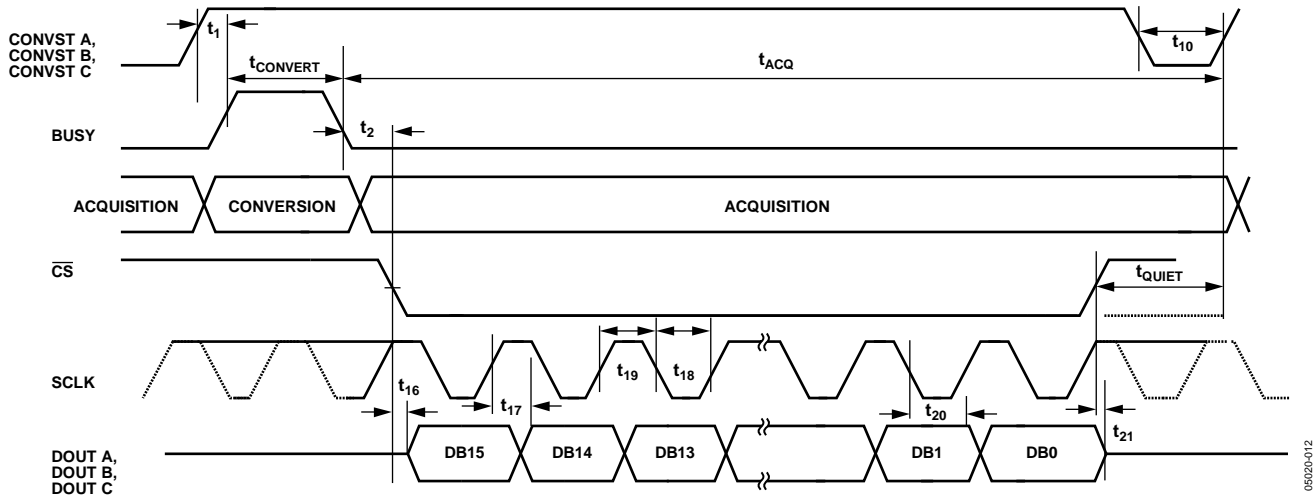 CONVST A,
CONVST B,
CONVST C
t1
tCONVERT
tACQ
t10
BUSY
t2
ACQUISITION
CONVERSION
ACQUISITION
CS
tQUIET
SCLK
t16
t17
t19
t18
t20
t21
DOUT A,
DOUT B,
DOUT C
DB15
DB14
DB13
DB1
DB0
05020-012